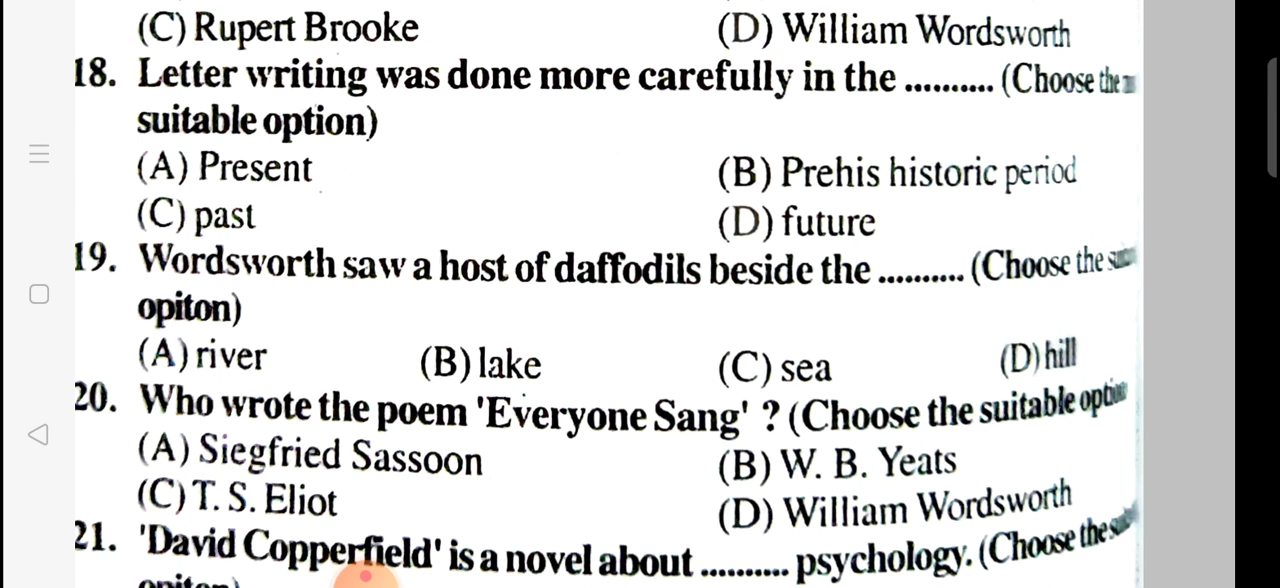 (C) Rupert Brooke (D) William Wordsworth
18. Letter writing was done more carefully in the .......... (Choose the
suitable option)
(A) Present (B) Prehis historic period
(C) past (D) future
19. Wordsworth saw a host of daffodils beside the .......... (Choose the
opiton)
(A) river (B) lake (C) sea (D) hill
20. Who wrote the poem 'Everyone Sang' ? (Choose the suitable
(A) Siegfried Sassoon (B) W. B. Yeats
(C) T. S. Eliot (D) William Wordsworth
21. 'David Copperfield' is a novel about .......... psychology. (Choose the